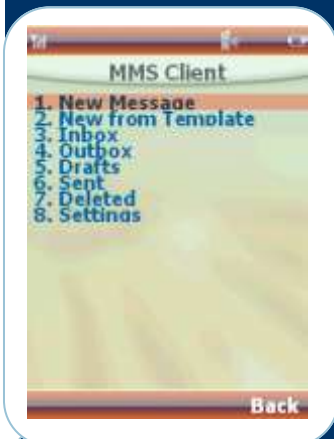 MMS Client
1. New Message
2. New from Template
3. Inbox
4. Outbox
5. Drafts
6. Sent
7. Deleted
8. Settings
Back